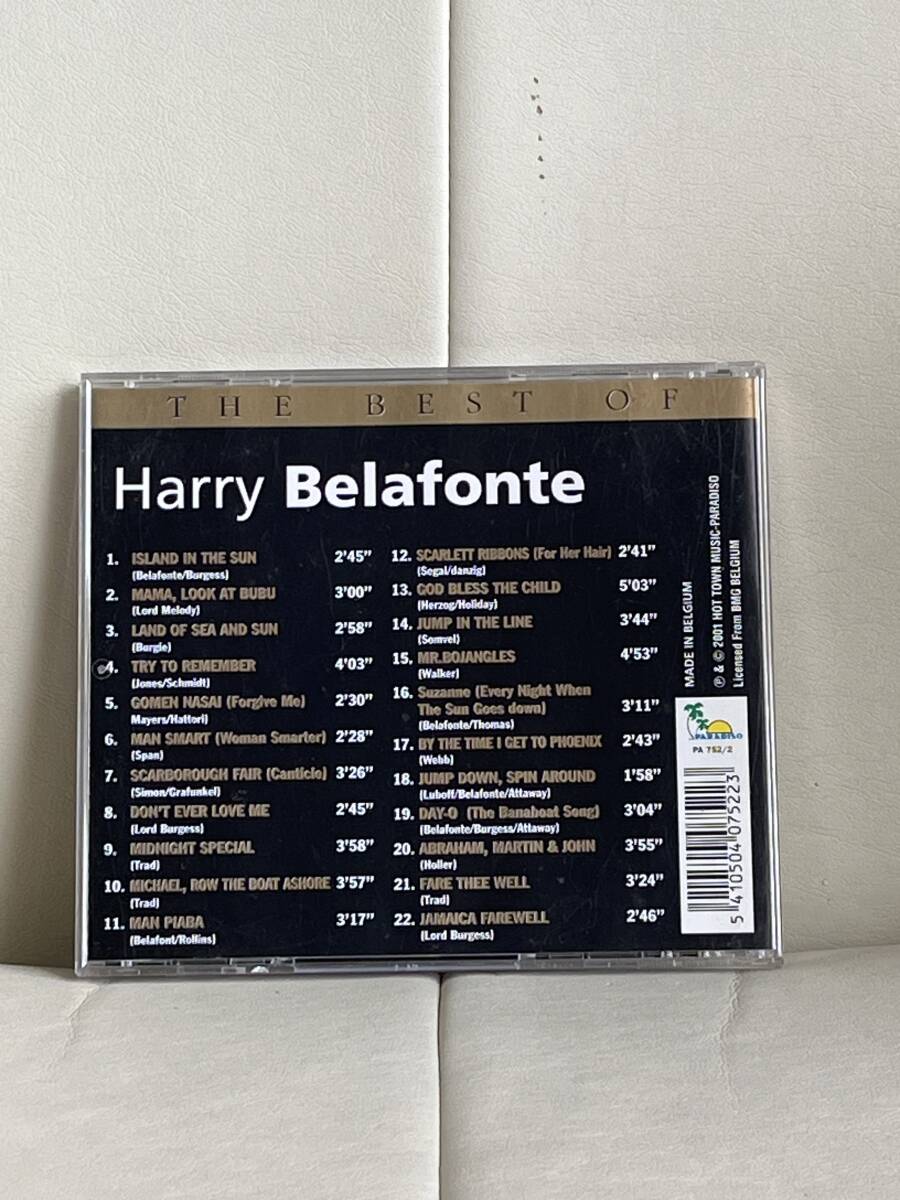 THE BEST OF
Harry Belafonte
1. ISLAND IN THE SUN 2'45"
(Belafonte/Burgess)
2. MAMA, LOOK AT BUBU 3'00"
(Lord Melody)
3. LAND OF SEA AND SUN 2'58"
(Burgie)
4. TRY TO REMEMBER 4'03"
(Jones/Schmidt)
5. GOMEN NASAI (Forgive Me) 2'30"
Mayers/Hattori)
6. MAN SMART (Woman Smarter) 2'28"
(Span)
7. SCARBOROUGH FAIR (Canticle) 3'26"
(Simon/Grafunkel)
8. DON'T EVER LOVE ME 2'45"
(Lord Burgess)
9. MIDNIGHT SPECIAL 3'58"
(Trad)
10. MICHAEL, ROW THE BOAT ASHORE 3'57"
(Trad)
11. MAN PIABA 3'17"
(Belafont/Rollins)
12. SCARLETT RIBBONS (For Her Hair) 2'41"
(Segal/danzig)
13. GOD BLESS THE CHILD 5'03"
(Herzog/Holiday)
14. JUMP IN THE LINE 3'44"
(Somvel)
15. MR.BOJANGLES 4'53"
(Walker)
16. Suzanne (Every Night When
The Sun Goes down) 3'11"
(Belafonte/Thomas)
17. BY THE TIME I GET TO PHOENIX 2'43"
(Webb)
18. JUMP DOWN, SPIN AROUND 1'58"
(Luboff/Belafonte/Attaway)
19. DAY-O (The Banaboat Song) 3'04"
(Belafonte/Burgess/Attaway)
20. ABRAHAM, MARTIN & JOHN 3'55"
(Holler)
21. FARE THEE WELL 3'24"
(Trad)
22. JAMAICA FAREWELL 2'46"
(Lord Burgess)
MADE IN BELGIUM
℗ & © 2001 HOT TOWN MUSIC-PARADISO
Licensed From BMG BELGIUM
PARADISO
PA 752/2
5 410504 075223